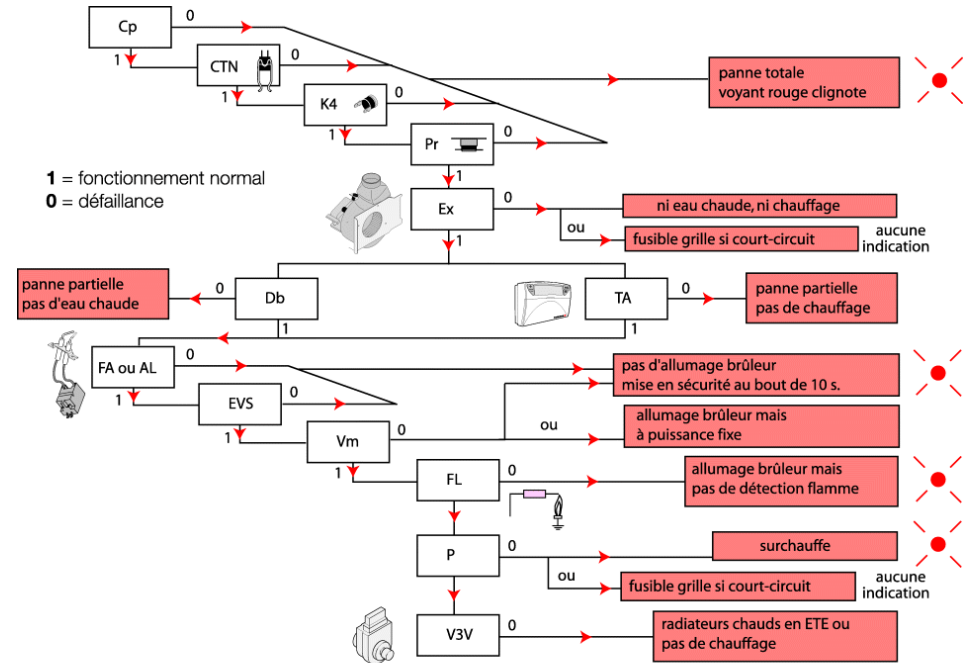 Cp
0
1
CTN
0
1
K4
0
1
Pr
0
1
panne totale
voyant rouge clignote
1 = fonctionnement normal
0 = défaillance
Ex
0
1
ni eau chaude, ni chauffage
ou
fusible grille si court-circuit
aucune
indication
panne partielle
pas d'eau chaude
0
Db
1
TA
0
1
panne partielle
pas de chauffage
FA ou AL
0
1
pas d'allumage brûleur
mise en sécurité au bout de 10 s.
EVS
0
1
Vm
0
1
ou
allumage brûleur mais
à puissance fixe
FL
0
allumage brûleur mais
pas de détection flamme
P
0
surchauffe
ou
fusible grille si court-circuit
aucune
indication
V3V
0
radiateurs chauds en ETE ou
pas de chauffage